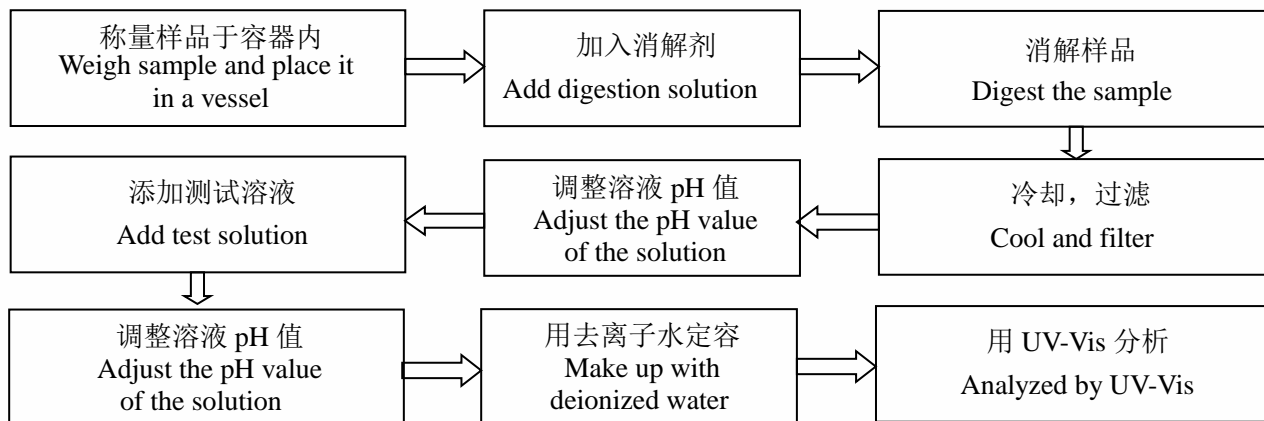 称量样品于容器内
Weigh sample and place it
in a vessel
加入消解剂
Add digestion solution
消解样品
Digest the sample
冷却，过滤
Cool and filter
调整溶液 pH 值
Adjust the pH value
of the solution
添加测试溶液
Add test solution
调整溶液 pH 值
Adjust the pH value
of the solution
用去离子水定容
Make up with
deionized water
用 UV-Vis 分析
Analyzed by UV-Vis